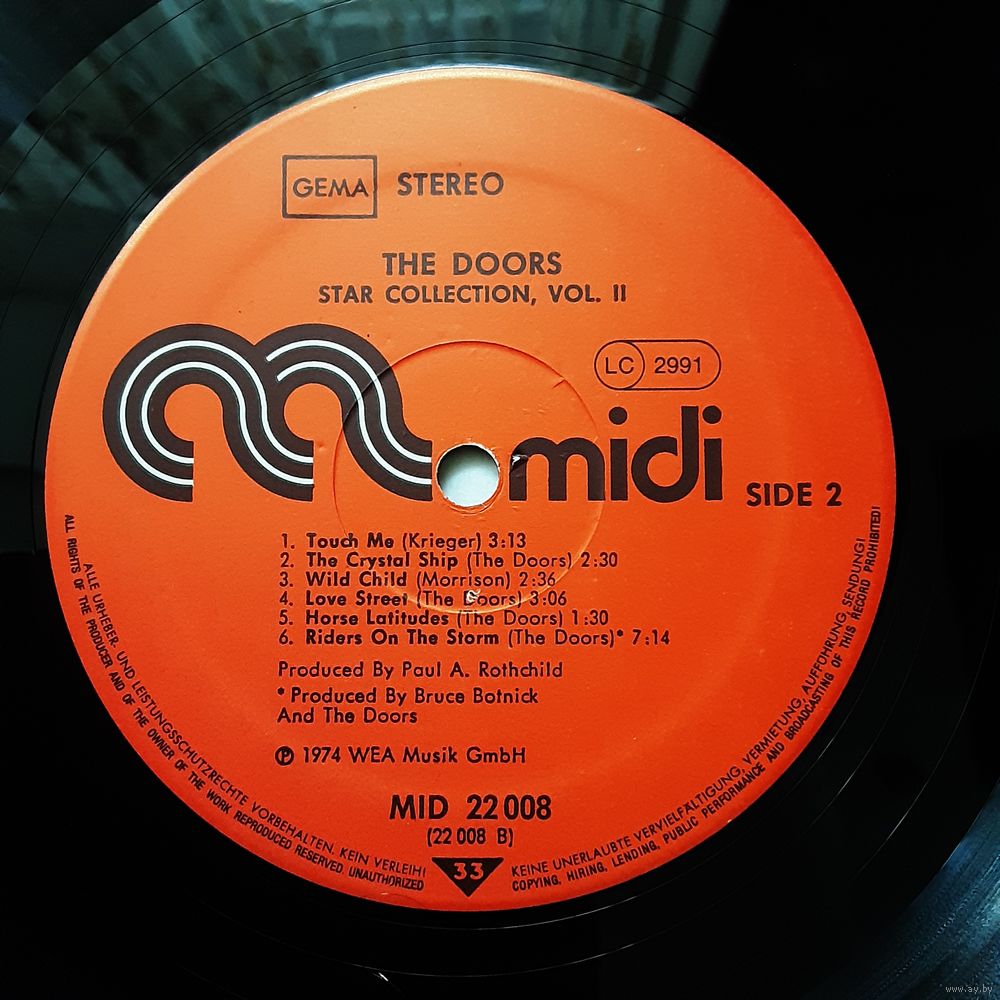 GEMA STEREO
THE DOORS
STAR COLLECTION, VOL. II
LC 2991
midi
SIDE 2
1. Touch Me (Krieger) 3:13
2. The Crystal Ship (The Doors) 2:30
3. Wild Child (Morrison) 2:36
4. Love Street (The Doors) 3:06
5. Horse Latitudes (The Doors) 1:30
6. Riders On The Storm (The Doors)* 7:14
Produced By Paul A. Rothchild
* Produced By Bruce Botnick
And The Doors
℗ 1974 WEA Musik GmbH
MID 22 008
(22 008 B)
33
ALLE URHEBER- UND LEISTUNGSSCHUTZRECHTE VORBEHALTEN. KEIN VERLEIH! KEINE UNERLAUBTE VERVIELFÄLTIGUNG, VERMIETUNG, AUFFÜHRUNG, SENDUNG!
ALL RIGHTS OF THE PRODUCER AND OF THE OWNER OF THE WORK REPRODUCED RESERVED. UNAUTHORIZED COPYING, HIRING, LENDING, PUBLIC PERFORMANCE AND BROADCASTING OF THIS RECORD PROHIBITED!
www.ay.by